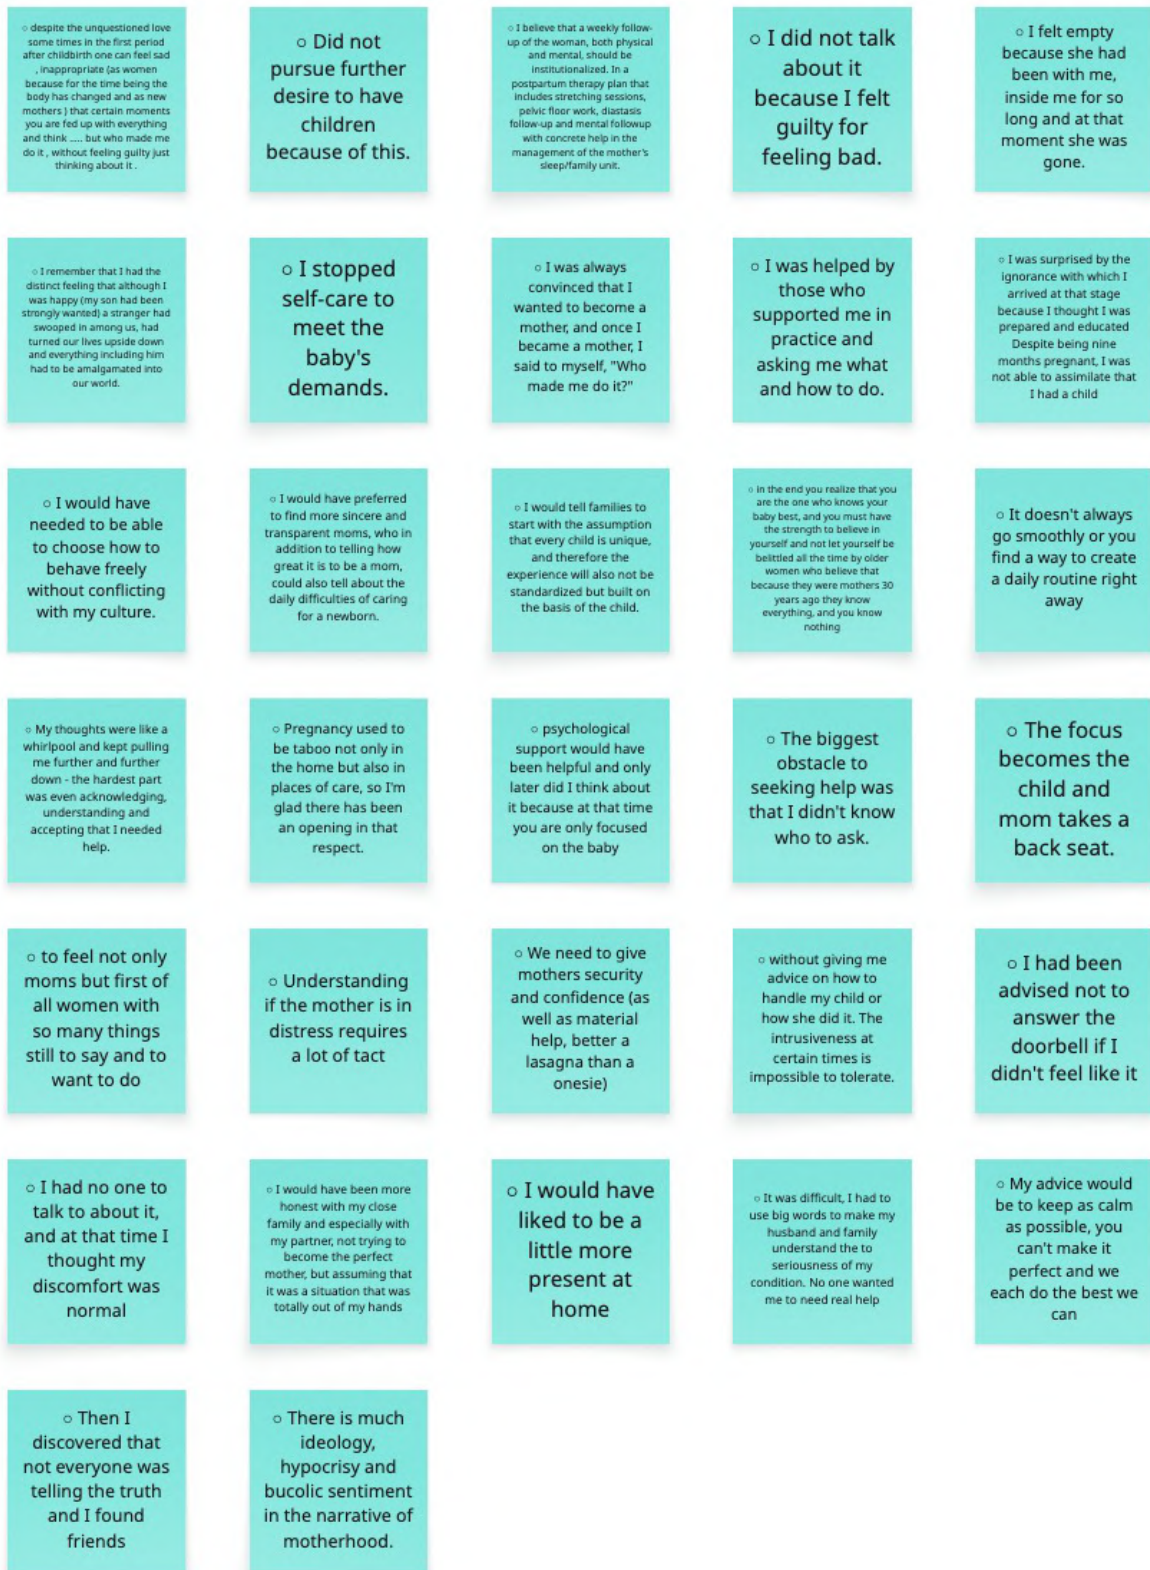 ○ despite the unquestioned love
some times in the first period
after childbirth one can feel sad
, inappropriate (as women
because for the time being the
body has changed and as new
mothers ) that certain moments
you are fed up with everything
and think ..... but who made me
do it , without feeling guilty just
thinking about it .
○ Did not
pursue further
desire to have
children
because of this.
○ I believe that a weekly follow-
up of the woman, both physical
and mental, should be
institutionalized. In a
postpartum therapy plan that
includes stretching sessions,
pelvic floor work, diastasis
follow-up and mental followup
with concrete help in the
management of the mother's
sleep/family unit.
○ I did not talk
about it
because I felt
guilty for
feeling bad.
○ I felt empty
because she had
been with me,
inside me for so
long and at that
moment she was
gone.
○ I remember that I had the
distinct feeling that although I
was happy (my son had been
strongly wanted) a stranger had
swooped in among us, had
turned our lives upside down
and everything including him
had to be amalgamated into
our world.
○ I stopped
self-care to
meet the
baby's
demands.
○ I was always
convinced that I
wanted to become a
mother, and once I
became a mother, I
said to myself, "Who
made me do it?"
○ I was helped by
those who
supported me in
practice and
asking me what
and how to do.
○ I was surprised by the
ignorance with which I
arrived at that stage
because I thought I was
prepared and educated
Despite being nine
months pregnant, I was
not able to assimilate that
I had a child
○ I would have
needed to be able
to choose how to
behave freely
without conflicting
with my culture.
○ I would have preferred
to find more sincere and
transparent moms, who in
addition to telling how
great it is to be a mom,
could also tell about the
daily difficulties of caring
for a newborn.
○ I would tell families to
start with the assumption
that every child is unique,
and therefore the
experience will also not be
standardized but built on
the basis of the child.
○ in the end you realize that you
are the one who knows your
baby best, and you must have
the strength to believe in
yourself and not let yourself be
belittled all the time by older
women who believe that
because they were mothers 30
years ago they know
everything, and you know
nothing
○ It doesn't always
go smoothly or you
find a way to create
a daily routine right
away
○ My thoughts were like a
whirlpool and kept pulling
me further and further
down - the hardest part
was even acknowledging,
understanding and
accepting that I needed
help.
○ Pregnancy used to
be taboo not only in
the home but also in
places of care, so I'm
glad there has been
an opening in that
respect.
○ psychological
support would have
been helpful and only
later did I think about
it because at that time
you are only focused
on the baby
○ The biggest
obstacle to
seeking help was
that I didn't know
who to ask.
○ The focus
becomes the
child and
mom takes a
back seat.
○ to feel not only
moms but first of
all women with
so many things
still to say and to
want to do
○ Understanding
if the mother is in
distress requires
a lot of tact
○ We need to give
mothers security
and confidence (as
well as material
help, better a
lasagna than a
onesie)
○ without giving me
advice on how to
handle my child or
how she did it. The
intrusiveness at
certain times is
impossible to tolerate.
○ I had been
advised not to
answer the
doorbell if I
didn't feel like it
○ I had no one to
talk to about it,
and at that time I
thought my
discomfort was
normal
○ I would have been more
honest with my close
family and especially with
my partner, not trying to
become the perfect
mother, but assuming that
it was a situation that was
totally out of my hands
○ I would have
liked to be a
little more
present at
home
○ It was difficult, I had to
use big words to make my
husband and family
understand the to
seriousness of my
condition. No one wanted
me to need real help
○ My advice would
be to keep as calm
as possible, you
can't make it
perfect and we
each do the best we
can
○ Then I
discovered that
not everyone was
telling the truth
and I found
friends
○ There is much
ideology,
hypocrisy and
bucolic sentiment
in the narrative of
motherhood.